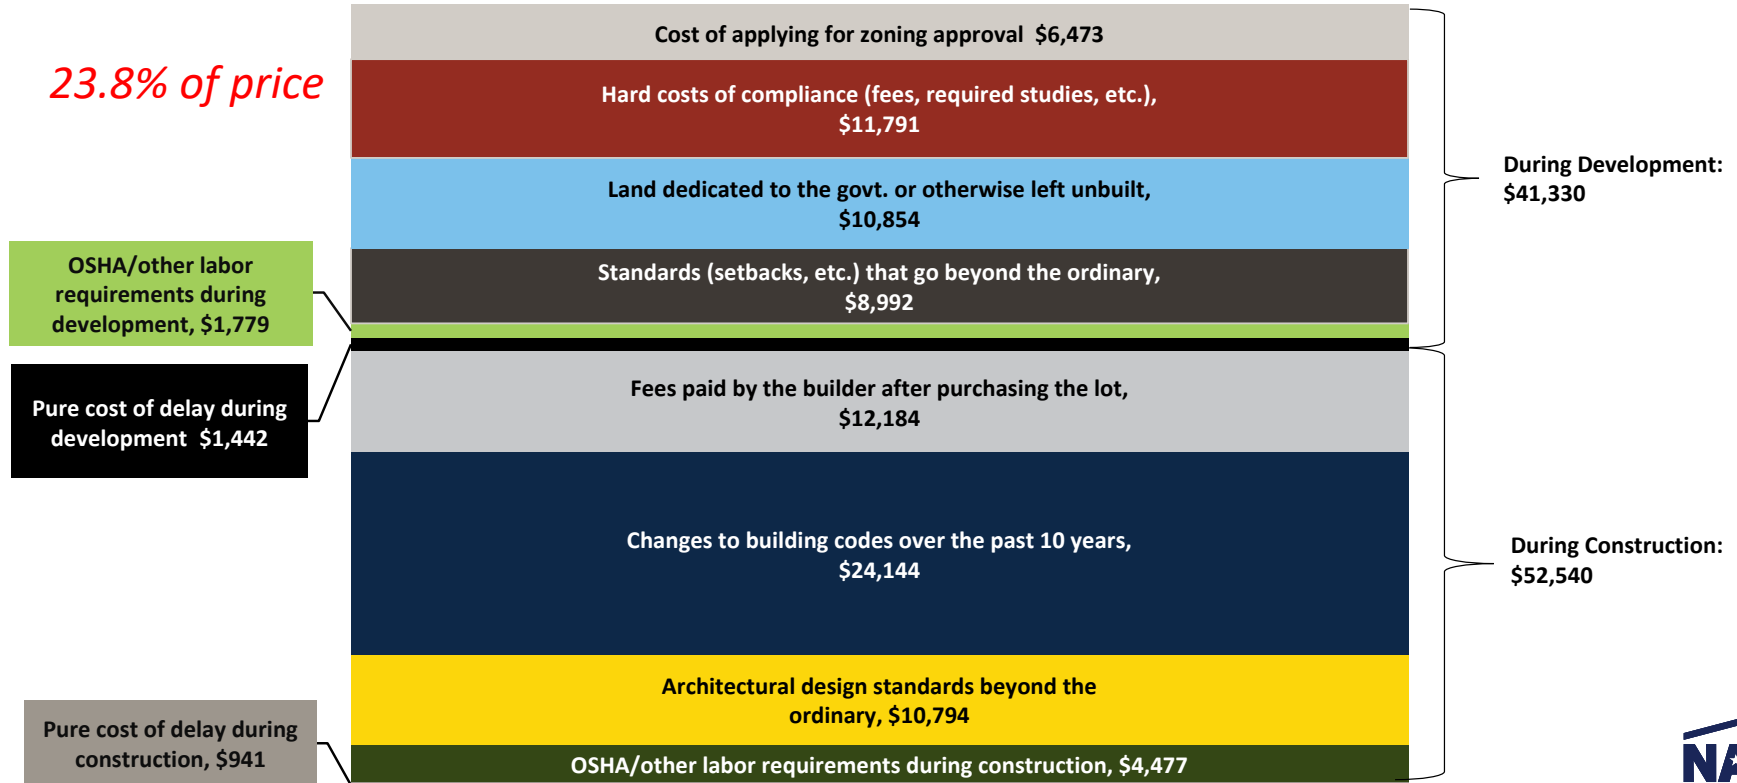 23.8% of price
Cost of applying for zoning approval $6,473
Hard costs of compliance (fees, required studies, etc.),
$11,791
Land dedicated to the govt. or otherwise left unbuilt,
$10,854
Standards (setbacks, etc.) that go beyond the ordinary,
$8,992
OSHA/other labor
requirements during
development, $1,779
Pure cost of delay during
development $1,442
During Development:
$41,330
Fees paid by the builder after purchasing the lot,
$12,184
Changes to building codes over the past 10 years,
$24,144
Architectural design standards beyond the
ordinary, $10,794
OSHA/other labor requirements during construction, $4,477
Pure cost of delay during
construction, $941
During Construction:
$52,540